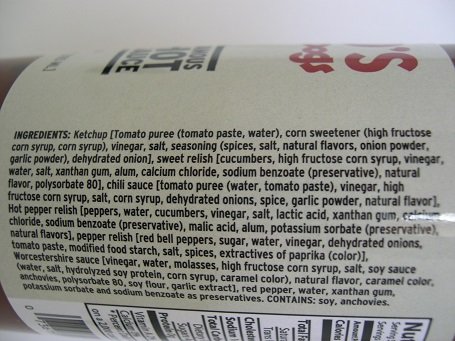 'S
ogs
HOT
INGREDIENTS: Ketchup [Tomato puree (tomato paste, water), corn sweetener (high fructose
corn syrup, corn syrup), vinegar, salt, seasoning (spices, salt, natural flavors, onion powder,
garlic powder), dehydrated onion], sweet relish [cucumbers, high fructose corn syrup, vinegar,
water, salt, xanthan gum, alum, calcium chloride, sodium benzoate (preservative), natural
flavor, polysorbate 80], chili sauce [tomato puree (water, tomato paste), vinegar, high
fructose corn syrup, salt, corn syrup, dehydrated onions, spice, garlic powder, natural flavor],
Hot pepper relish [peppers, water, cucumbers, vinegar, salt, lactic acid, xanthan gum, calcium
chloride, sodium benzoate (preservative), malic acid, alum, potassium sorbate (preservative),
natural flavors], pepper relish [red bell peppers, sugar, water, vinegar, dehydrated onions,
tomato paste, modified food starch, salt, spices, extractives of paprika (color)],
Worcestershire sauce [vinegar, water, molasses, high fructose corn syrup, salt, soy sauce
(water, salt, hydrolyzed soy protein, corn syrup, caramel color), natural flavor, caramel color,
anchovies, polysorbate 80, soy flour, garlic extract], red pepper, water, xanthan gum,
potassium sorbate and sodium benzoate as preservatives. CONTAINS: soy, anchovies.